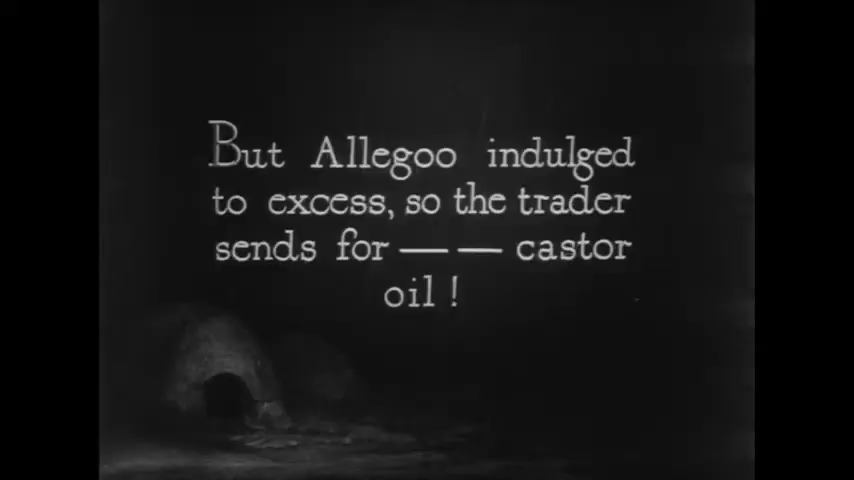 But Allegoo indulged
to excess, so the trader
sends for — — castor
oil !